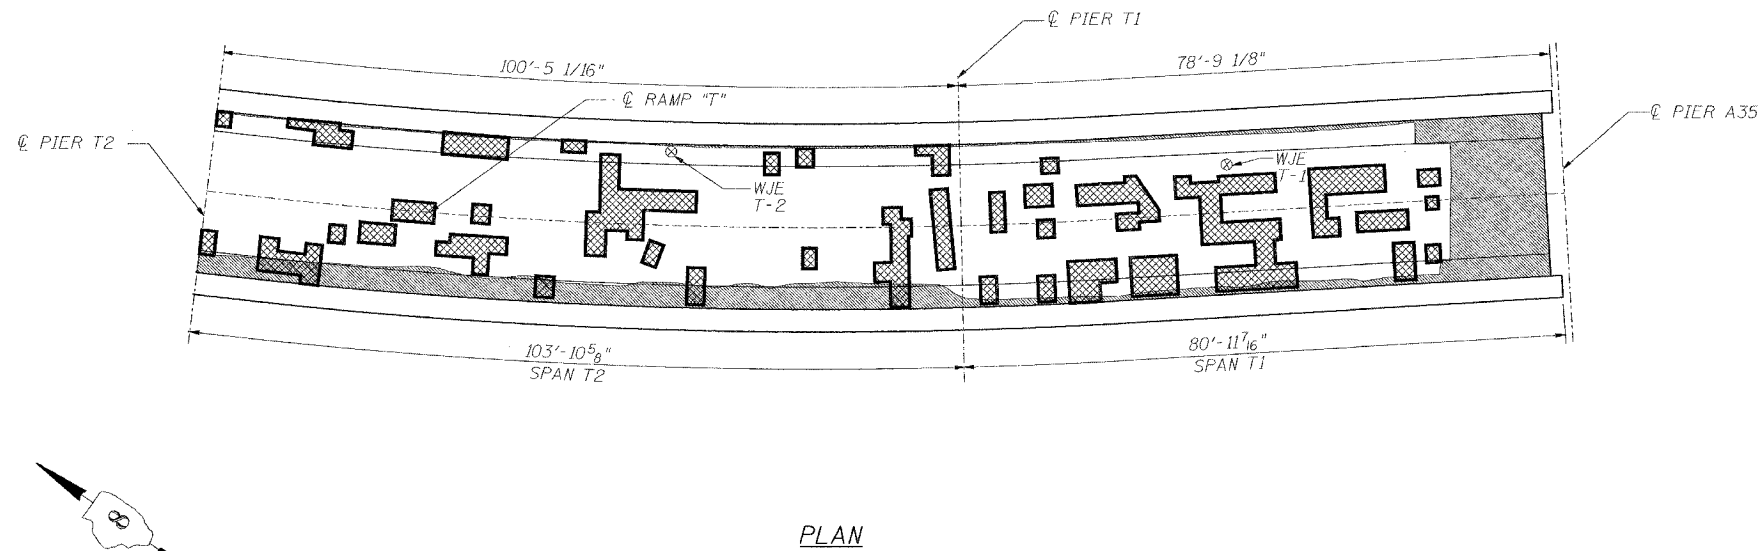 ℄ PIER T1
100'-5 1/16"
78'-9 1/8"
℄ RAMP "T"
℄ PIER A35
℄ PIER T2
WJE
T-2
WJE
T-1
103'-10 5/8"
SPAN T2
80'-11 7/16"
SPAN T1
8
PLAN